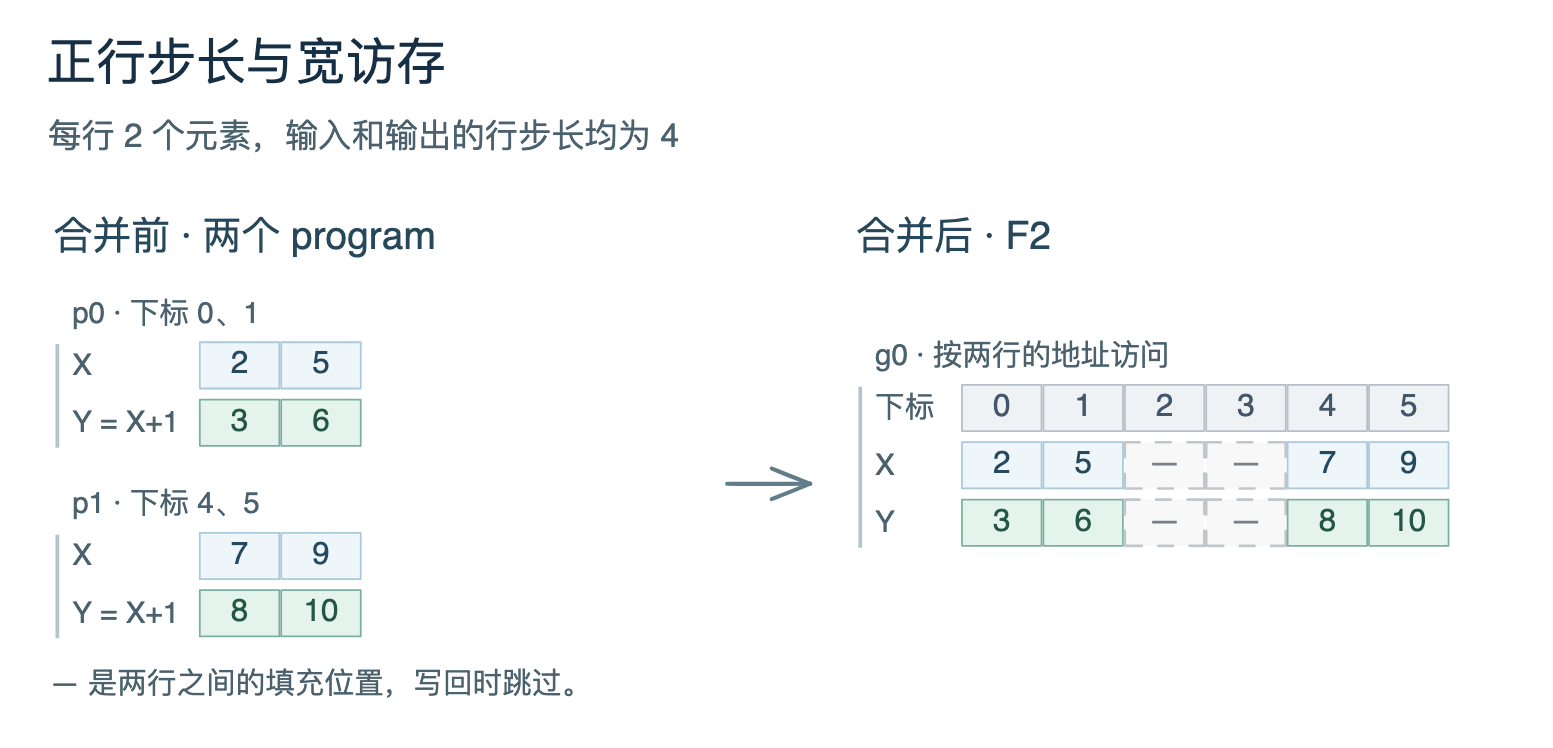 正行步长与宽访存
每行 2 个元素，输入和输出的行步长均为 4
合并前 · 两个 program
p0 · 下标 0、1
X 2 5
Y = X+1 3 6
p1 · 下标 4、5
X 7 9
Y = X+1 8 10
— 是两行之间的填充位置，写回时跳过。
合并后 · F2
g0 · 按两行的地址访问
下标 0 1 2 3 4 5
X 2 5 — — 7 9
Y 3 6 — — 8 10